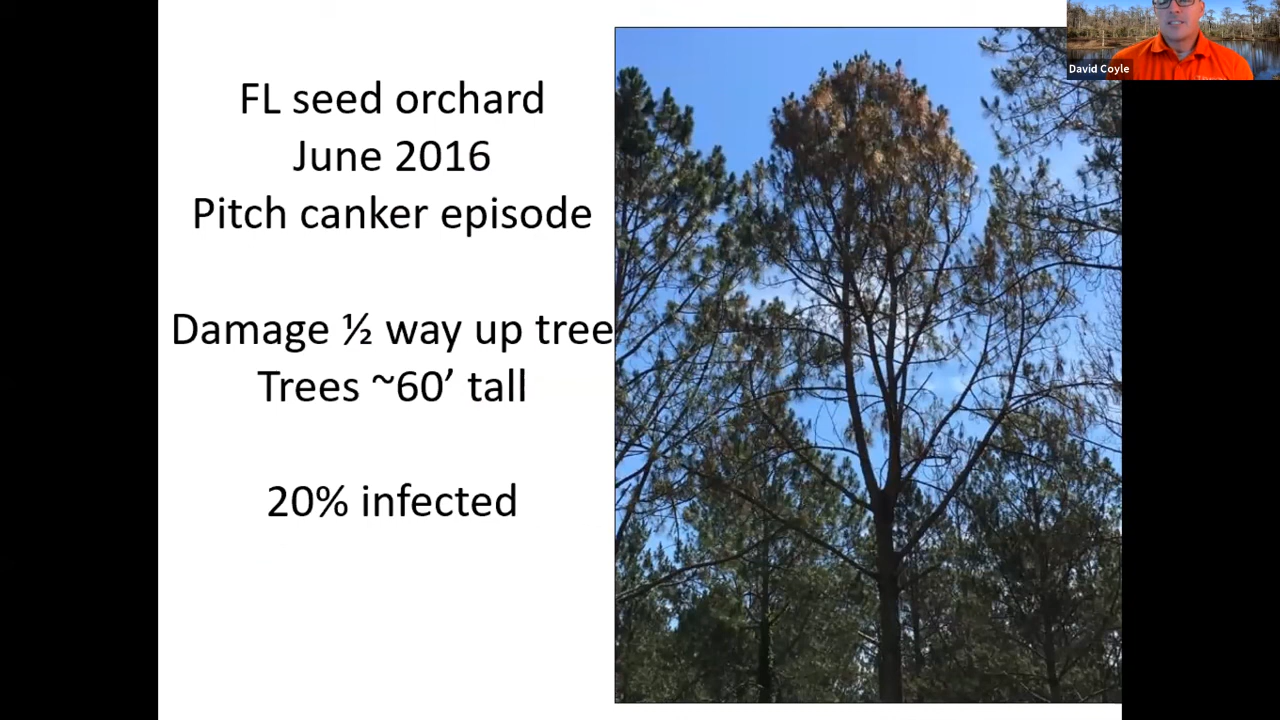 FL seed orchard
June 2016
Pitch canker episode
Damage ½ way up tree
Trees ~60’ tall
20% infected
David Coyle